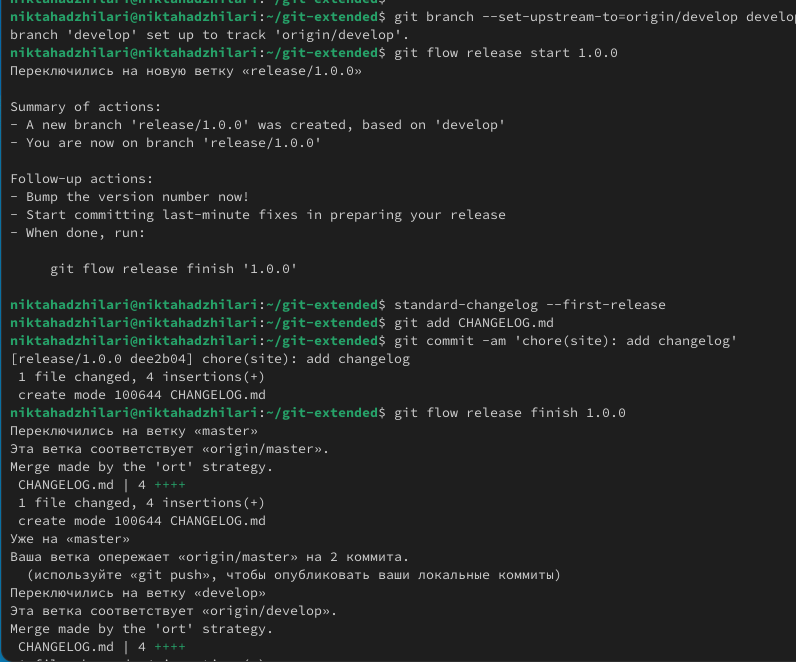 niktahadzhilari@niktahadzhilari:~/git-extended$
niktahadzhilari@niktahadzhilari:~/git-extended$ git branch --set-upstream-to=origin/develop develop
branch 'develop' set up to track 'origin/develop'.
niktahadzhilari@niktahadzhilari:~/git-extended$ git flow release start 1.0.0
Переключились на новую ветку «release/1.0.0»
Summary of actions:
- A new branch 'release/1.0.0' was created, based on 'develop'
- You are now on branch 'release/1.0.0'
Follow-up actions:
- Bump the version number now!
- Start committing last-minute fixes in preparing your release
- When done, run:
git flow release finish '1.0.0'
niktahadzhilari@niktahadzhilari:~/git-extended$ standard-changelog --first-release
niktahadzhilari@niktahadzhilari:~/git-extended$ git add CHANGELOG.md
niktahadzhilari@niktahadzhilari:~/git-extended$ git commit -am 'chore(site): add changelog'
[release/1.0.0 dee2b04] chore(site): add changelog
1 file changed, 4 insertions(+)
create mode 100644 CHANGELOG.md
niktahadzhilari@niktahadzhilari:~/git-extended$ git flow release finish 1.0.0
Переключились на ветку «master»
Эта ветка соответствует «origin/master».
Merge made by the 'ort' strategy.
CHANGELOG.md | 4 ++++
1 file changed, 4 insertions(+)
create mode 100644 CHANGELOG.md
Уже на «master»
Ваша ветка опережает «origin/master» на 2 коммита.
(используйте «git push», чтобы опубликовать ваши локальные коммиты)
Переключились на ветку «develop»
Эта ветка соответствует «origin/develop».
Merge made by the 'ort' strategy.
CHANGELOG.md | 4 ++++